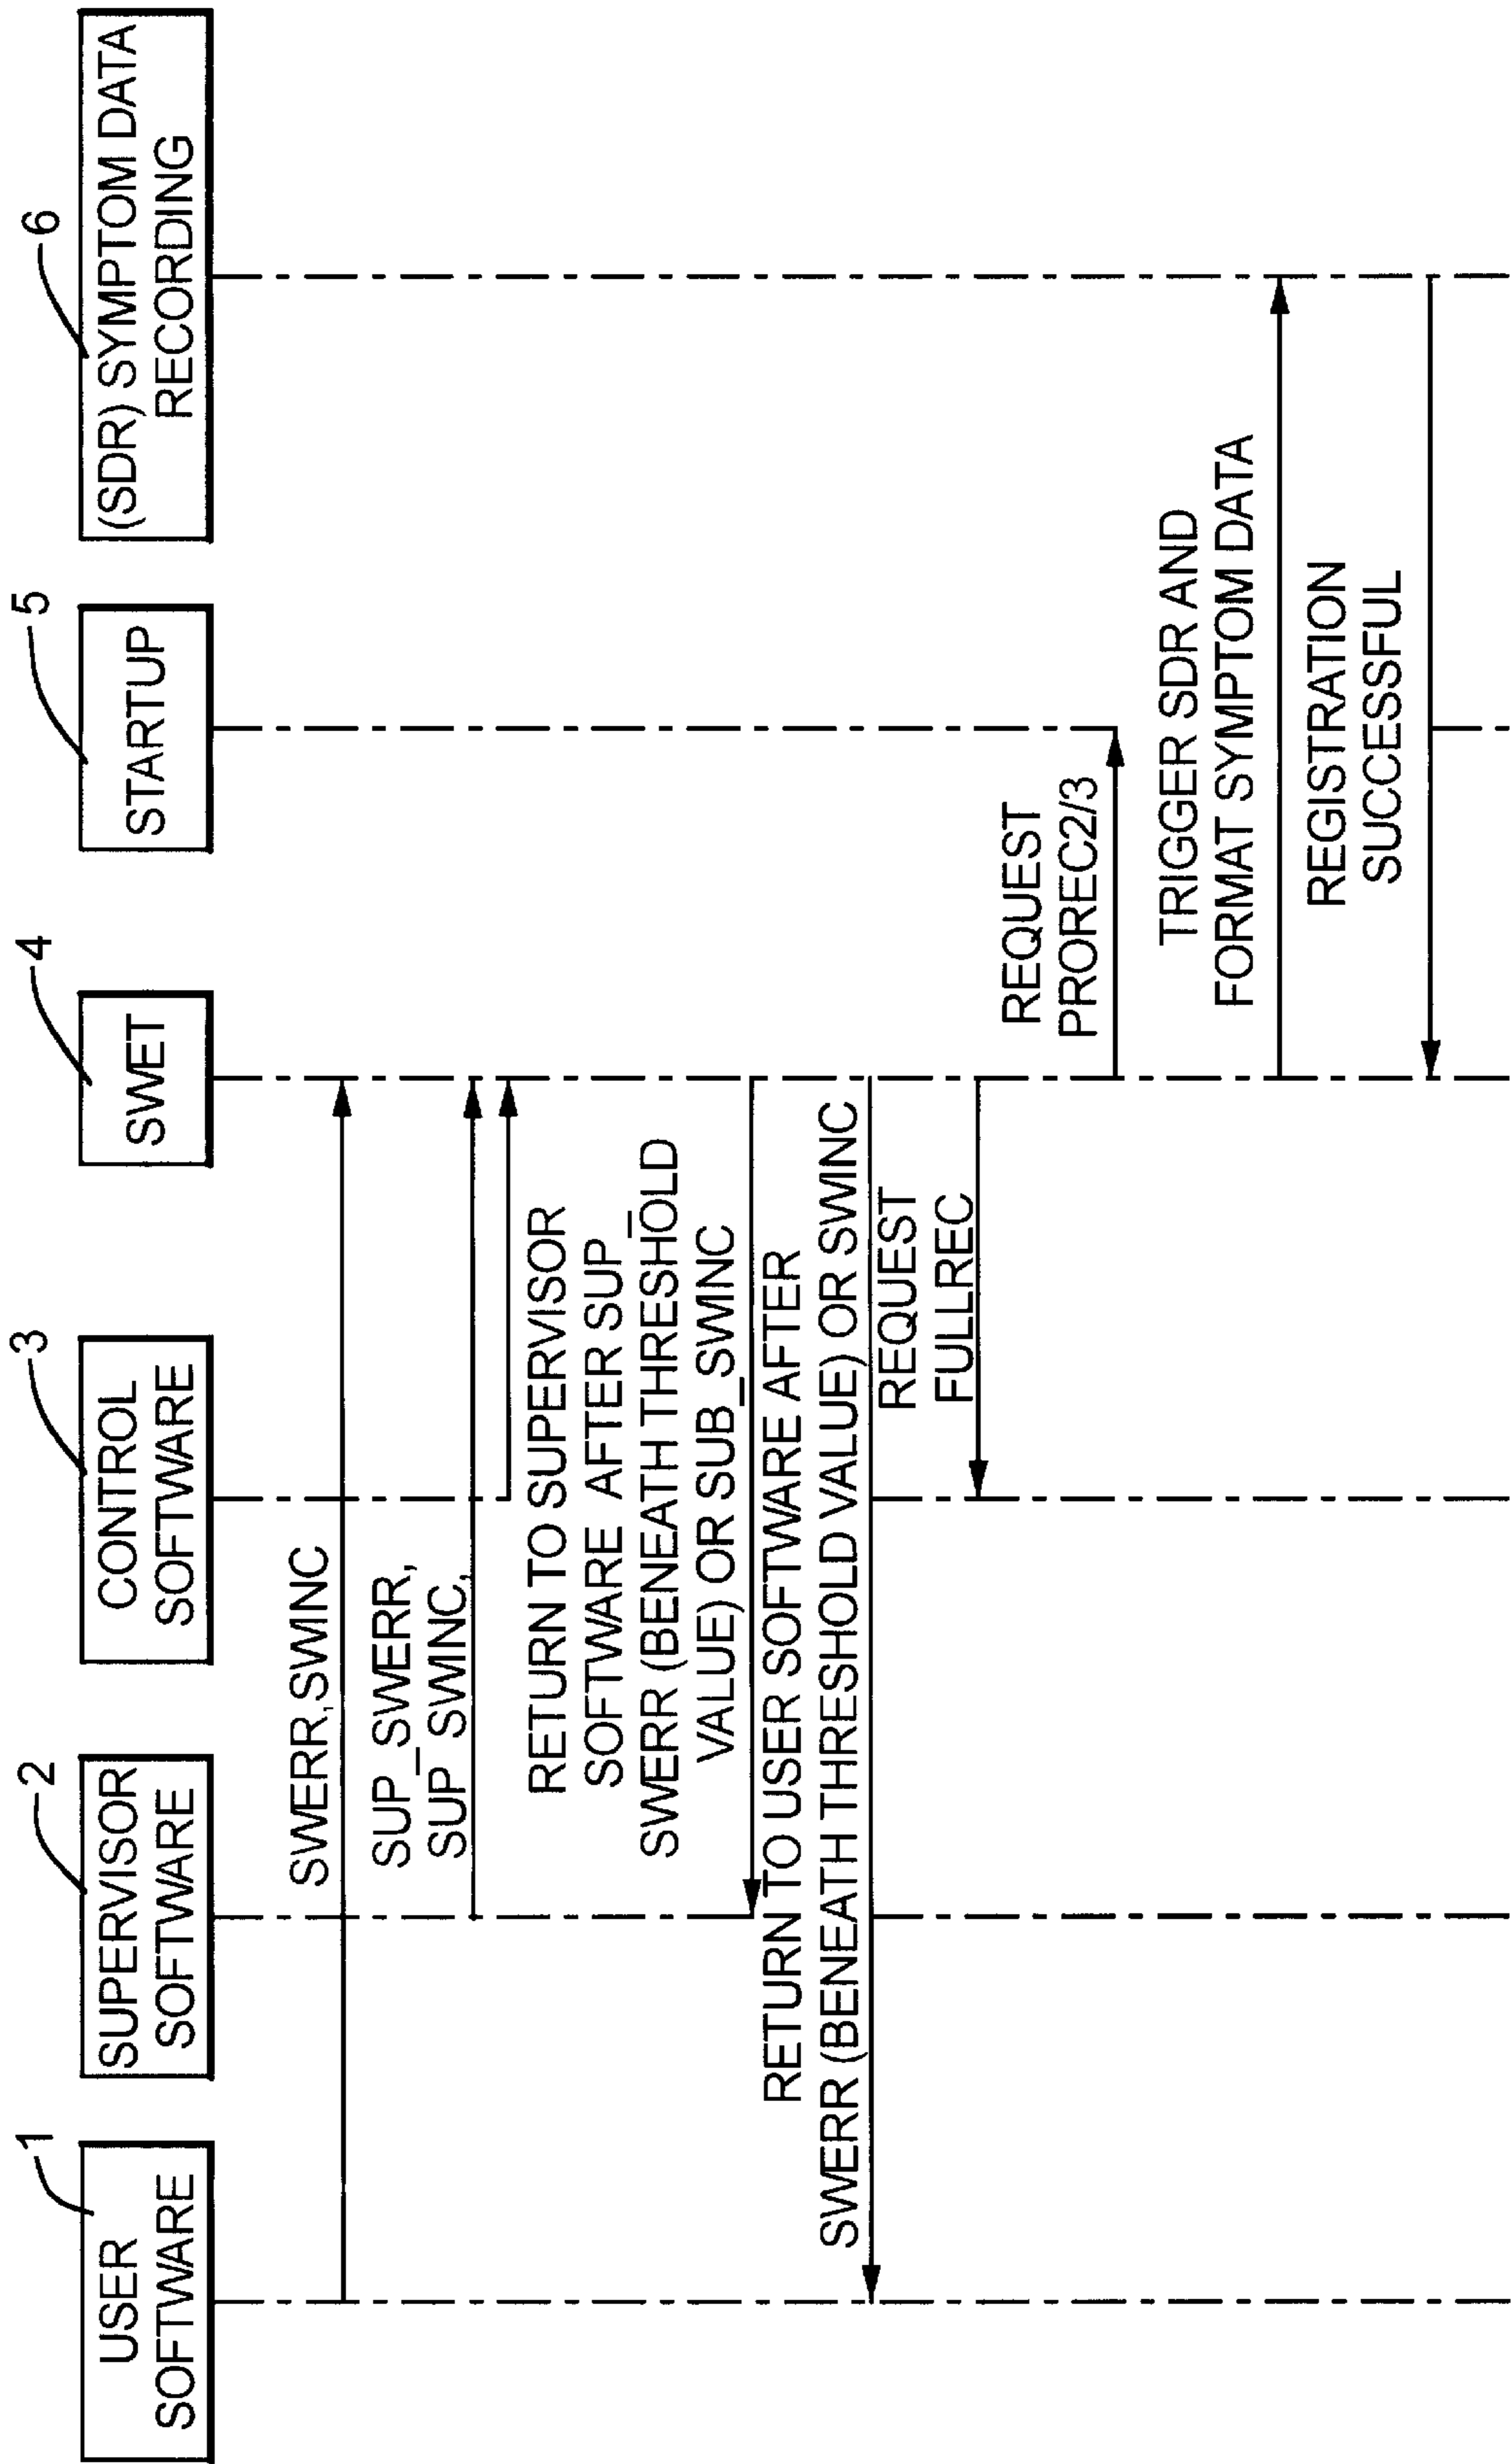 1
USER
SOFTWARE
2
SUPERVISOR
SOFTWARE
3
CONTROL
SOFTWARE
4
SWET
5
STARTUP
6
(SDR) SYMPTOM DATA
RECORDING
SWERR,SWINC
SUP_SWERR,
SUP_SWINC,
RETURN TO SUPERVISOR
SOFTWARE AFTER SUP_
SWERR (BENEATH THRESHOLD
VALUE) OR SUB_SWINC
RETURN TO USER SOFTWARE AFTER
SWERR (BENEATH THRESHOLD VALUE) OR SWINC
REQUEST
FULLREC
REQUEST
PROREC2/3
TRIGGER SDR AND
FORMAT SYMPTOM DATA
REGISTRATION
SUCCESSFUL